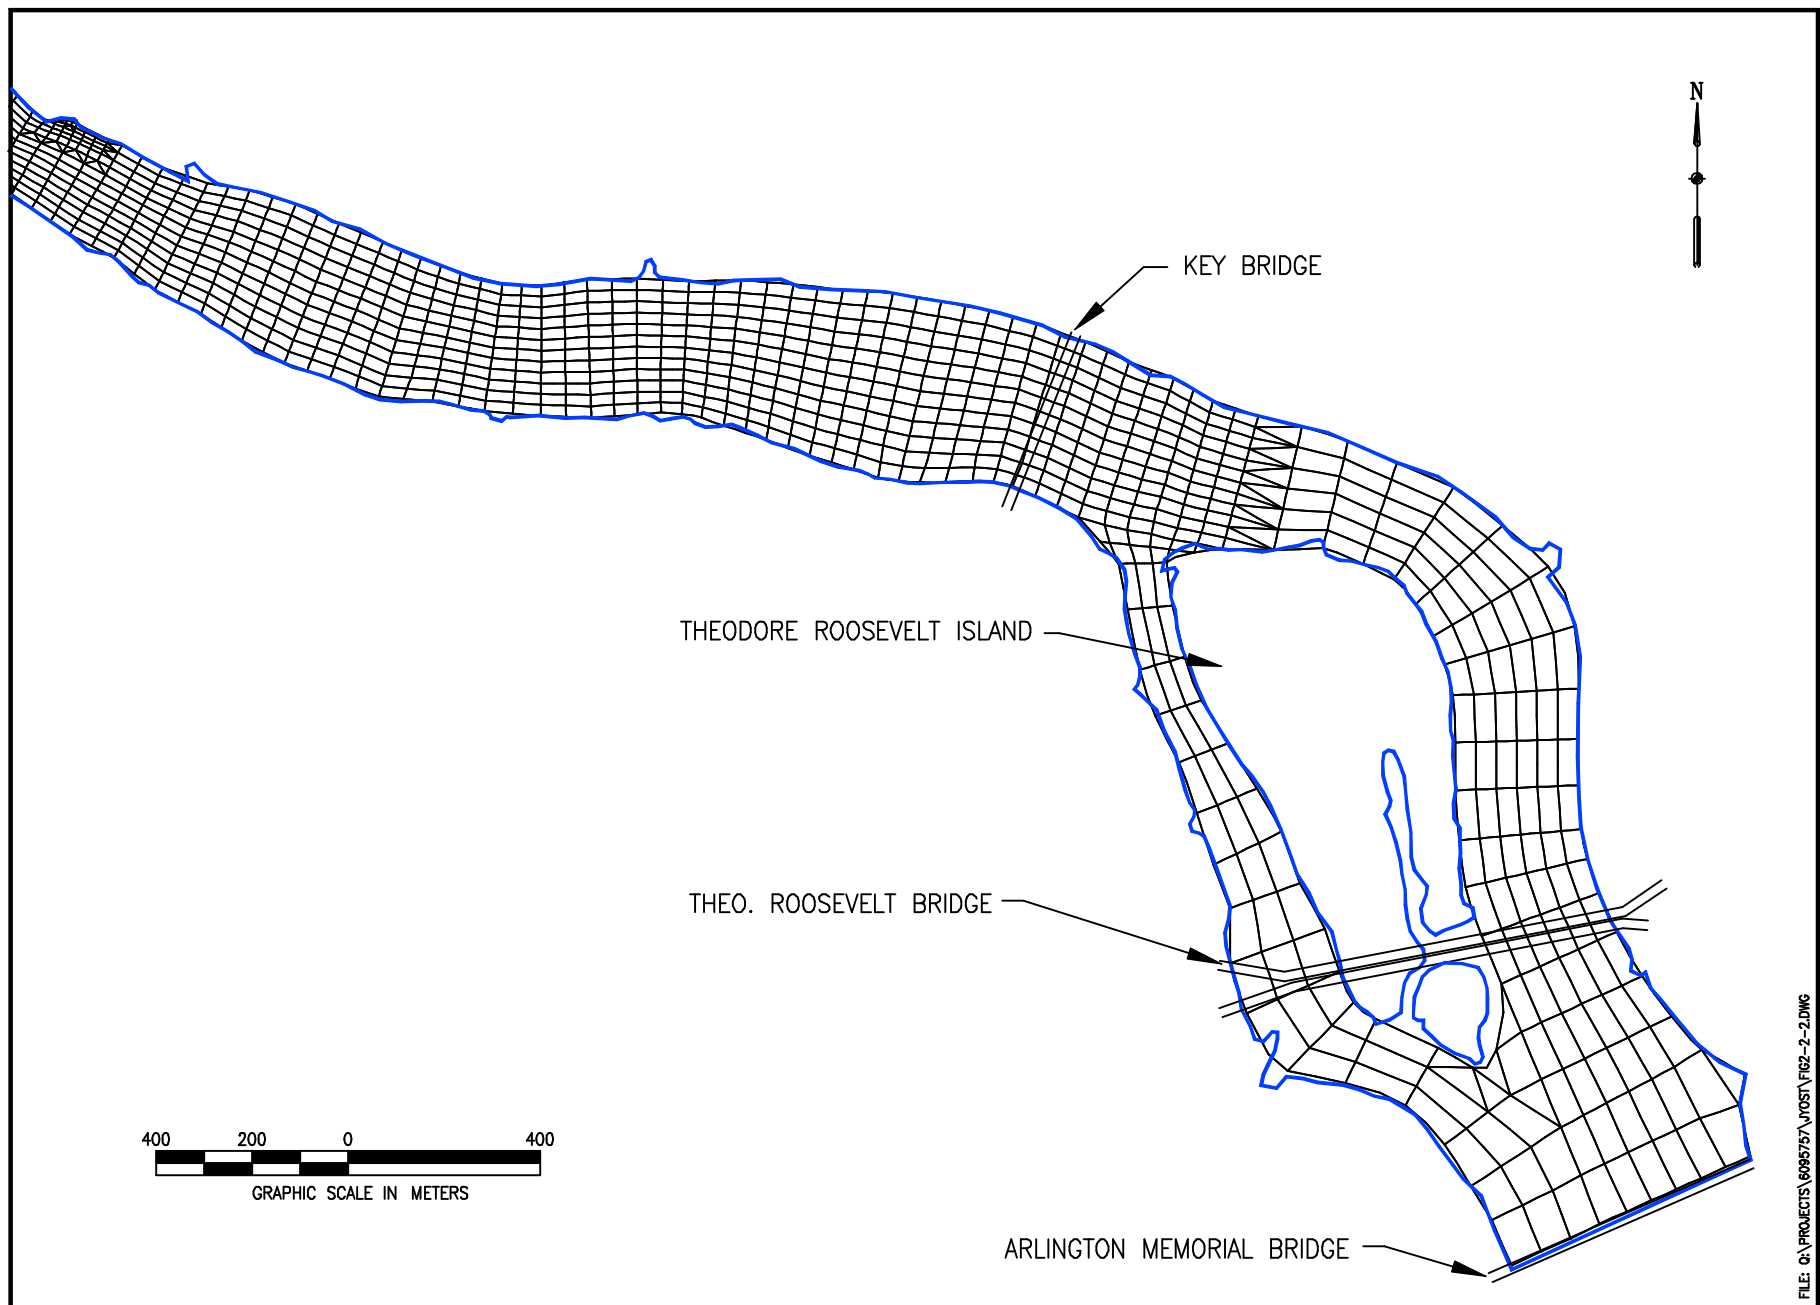 N
KEY BRIDGE
THEODORE ROOSEVELT ISLAND
THEO. ROOSEVELT BRIDGE
400 200 0 400
GRAPHIC SCALE IN METERS
ARLINGTON MEMORIAL BRIDGE
FILE: Q:\PROJECTS\6095757\JYOST\FIG2-2-2.DWG